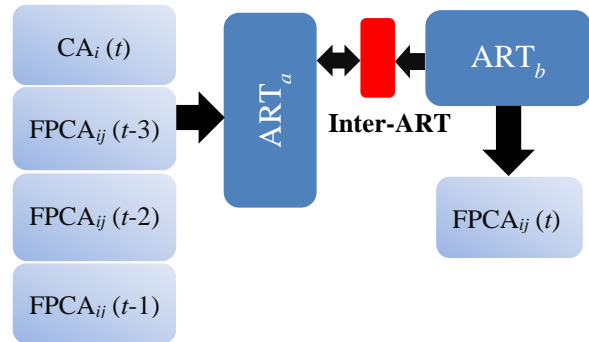 CAi (t)
FPCAij (t-3)
FPCAij (t-2)
FPCAij (t-1)
ARTa
Inter-ART
ARTb
FPCAij (t)